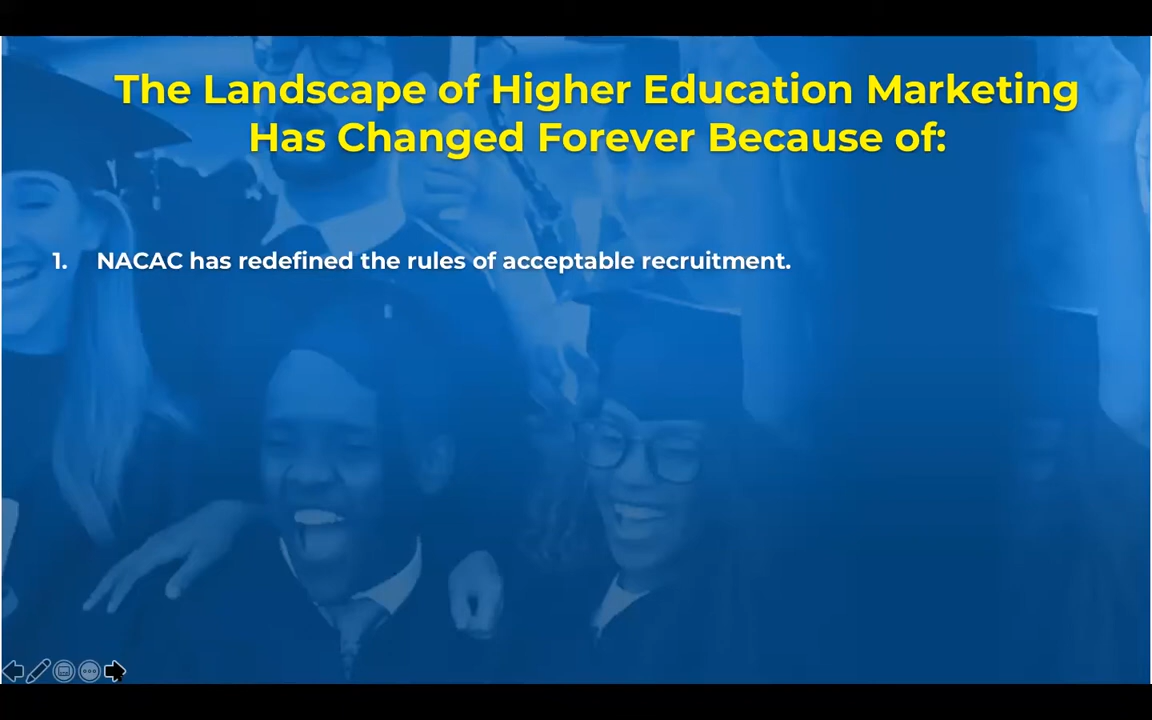 The Landscape of Higher Education Marketing
Has Changed Forever Because of:
1. NACAC has redefined the rules of acceptable recruitment.